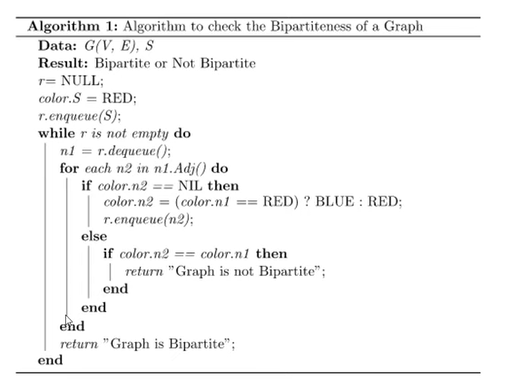 Algorithm 1: Algorithm to check the Bipartiteness of a Graph
Data: G(V, E), S
Result: Bipartite or Not Bipartite
r= NULL;
color.S = RED;
r.enqueue(S);
while r is not empty do
n1 = r.dequeue();
for each n2 in n1.Adj() do
if color.n2 == NIL then
color.n2 = (color.n1 == RED) ? BLUE : RED;
r.enqueue(n2);
else
if color.n2 == color.n1 then
return ”Graph is not Bipartite”;
end
end
end
return ”Graph is Bipartite”;
end